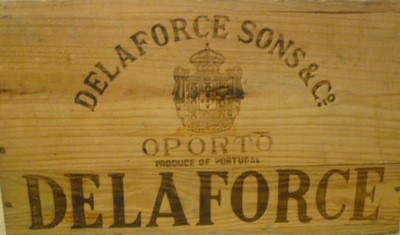 DELAFORCE SONS & Co.
OPORTO
PRODUCE OF PORTUGAL
DELAFORCE